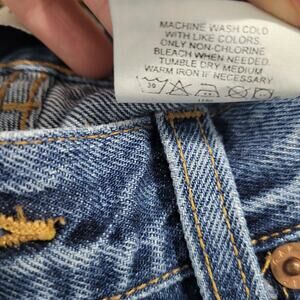 MACHINE WASH COLD
WITH LIKE COLORS.
ONLY NON-CHLORINE
BLEACH WHEN NEEDED.
TUMBLE DRY MEDIUM
WARM IRON IF NECESSARY
30